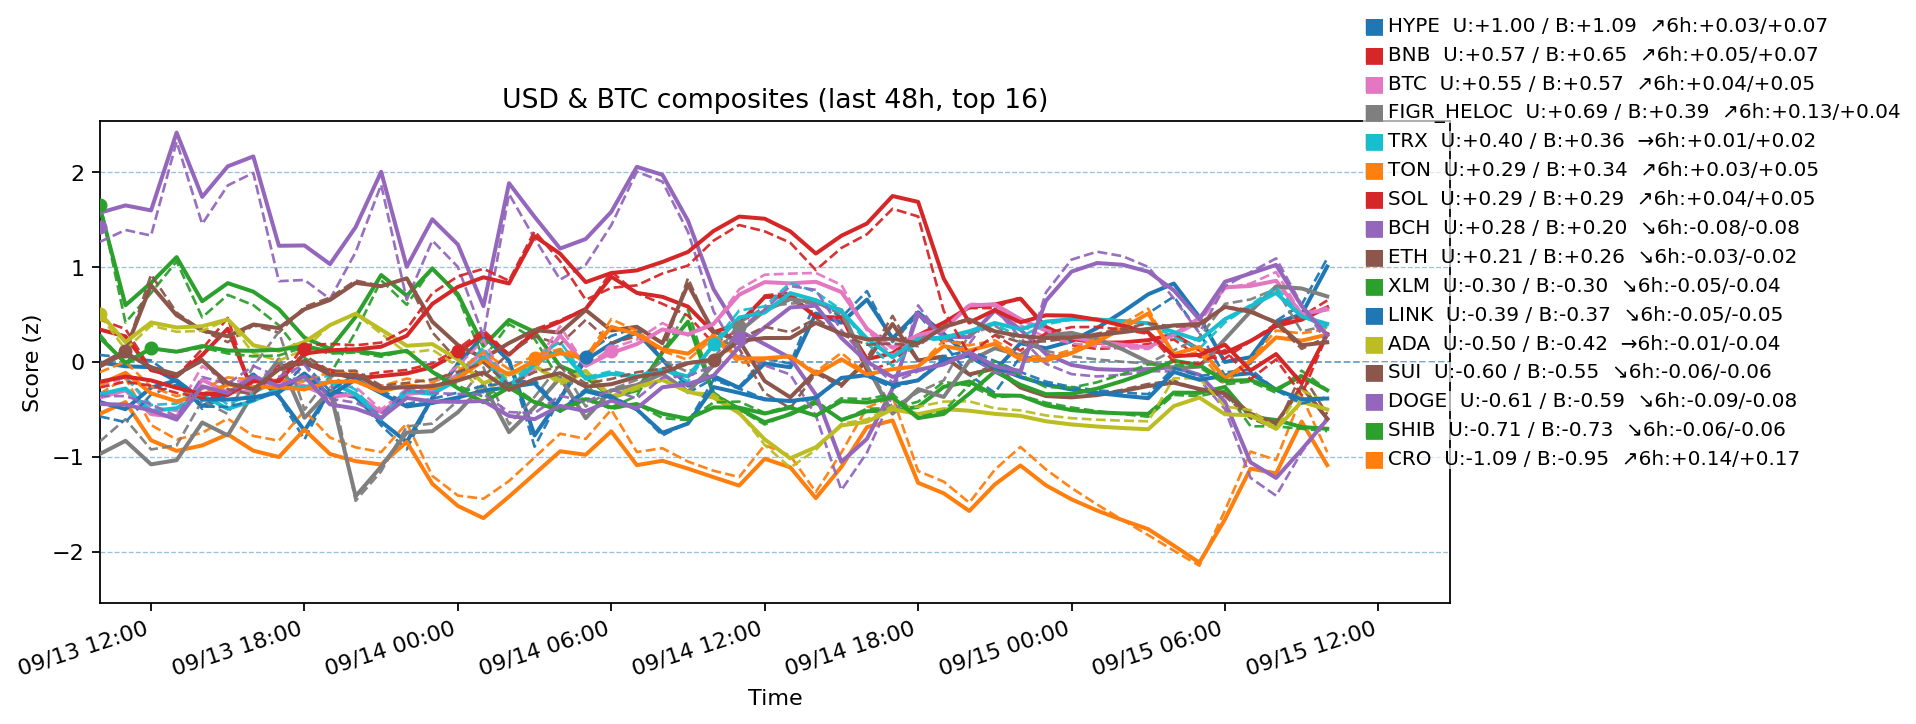 HYPE  U:+1.00 / B:+1.09  ↗6h:+0.03/+0.07
BNB  U:+0.57 / B:+0.65  ↗6h:+0.05/+0.07
BTC  U:+0.55 / B:+0.57  ↗6h:+0.04/+0.05
FIGR_HELOC  U:+0.69 / B:+0.39  ↗6h:+0.13/+0.04
TRX  U:+0.40 / B:+0.36  →6h:+0.01/+0.02
TON  U:+0.29 / B:+0.34  ↗6h:+0.03/+0.05
SOL  U:+0.29 / B:+0.29  ↗6h:+0.04/+0.05
BCH  U:+0.28 / B:+0.20  ↘6h:-0.08/-0.08
ETH  U:+0.21 / B:+0.26  ↘6h:-0.03/-0.02
XLM  U:-0.30 / B:-0.30  ↘6h:-0.05/-0.04
LINK  U:-0.39 / B:-0.37  ↘6h:-0.05/-0.05
ADA  U:-0.50 / B:-0.42  →6h:-0.01/-0.04
SUI  U:-0.60 / B:-0.55  ↘6h:-0.06/-0.06
DOGE  U:-0.61 / B:-0.59  ↘6h:-0.09/-0.08
SHIB  U:-0.71 / B:-0.73  ↘6h:-0.06/-0.06
CRO  U:-1.09 / B:-0.95  ↗6h:+0.14/+0.17
USD & BTC composites (last 48h, top 16)
Score (z)
2
1
0
−1
−2
09/13 12:00
09/13 18:00
09/14 00:00
09/14 06:00
09/14 12:00
09/14 18:00
09/15 00:00
09/15 06:00
09/15 12:00
Time